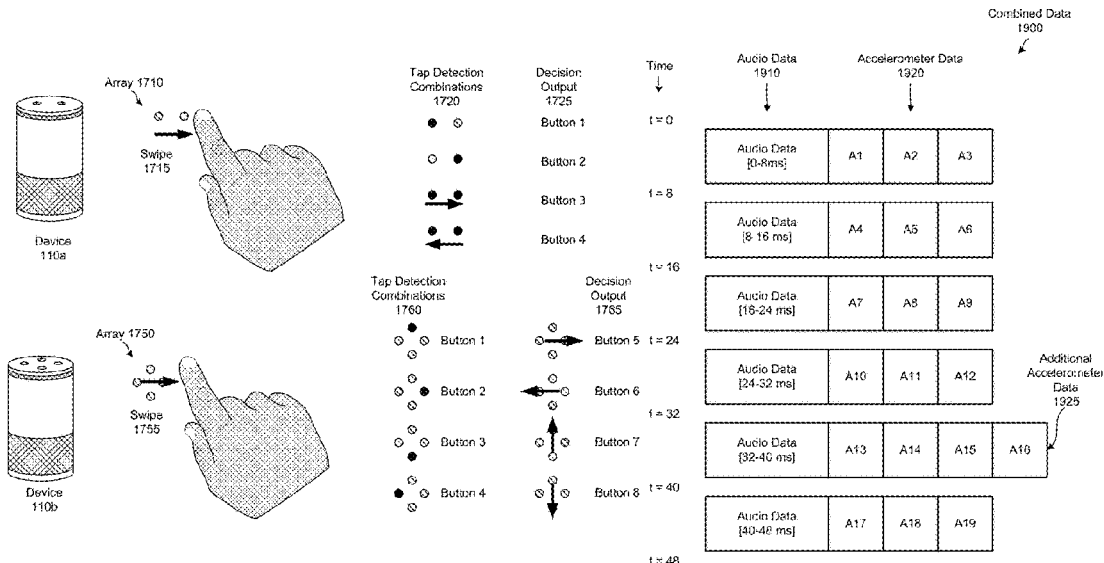 Combined Data
1900
Array 1710
Swipe
1715
Device
110a
Tap Detection
Combinations
1720
Decision
Output
1725
Button 1
Button 2
Button 3
Button 4
Array 1750
Swipe
1755
Device
110b
Tap Detection
Combinations
1760
Decision
Output
1765
Button 1
Button 5
Button 2
Button 6
Button 3
Button 7
Button 4
Button 8
Time
Audio Data
1910
Accelerometer Data
1920
t = 0
Audio Data
[0-8ms]
A1
A2
A3
t = 8
Audio Data
[8-16 ms]
A4
A5
A6
t = 16
Audio Data
[16-24 ms]
A7
A8
A9
t = 24
Audio Data
[24-32 ms]
A10
A11
A12
t = 32
Additional
Accelerometer
Data
1925
Audio Data
[32-40 ms]
A13
A14
A15
A16
t = 40
Audio Data
[40-48 ms]
A17
A18
A19
t = 48